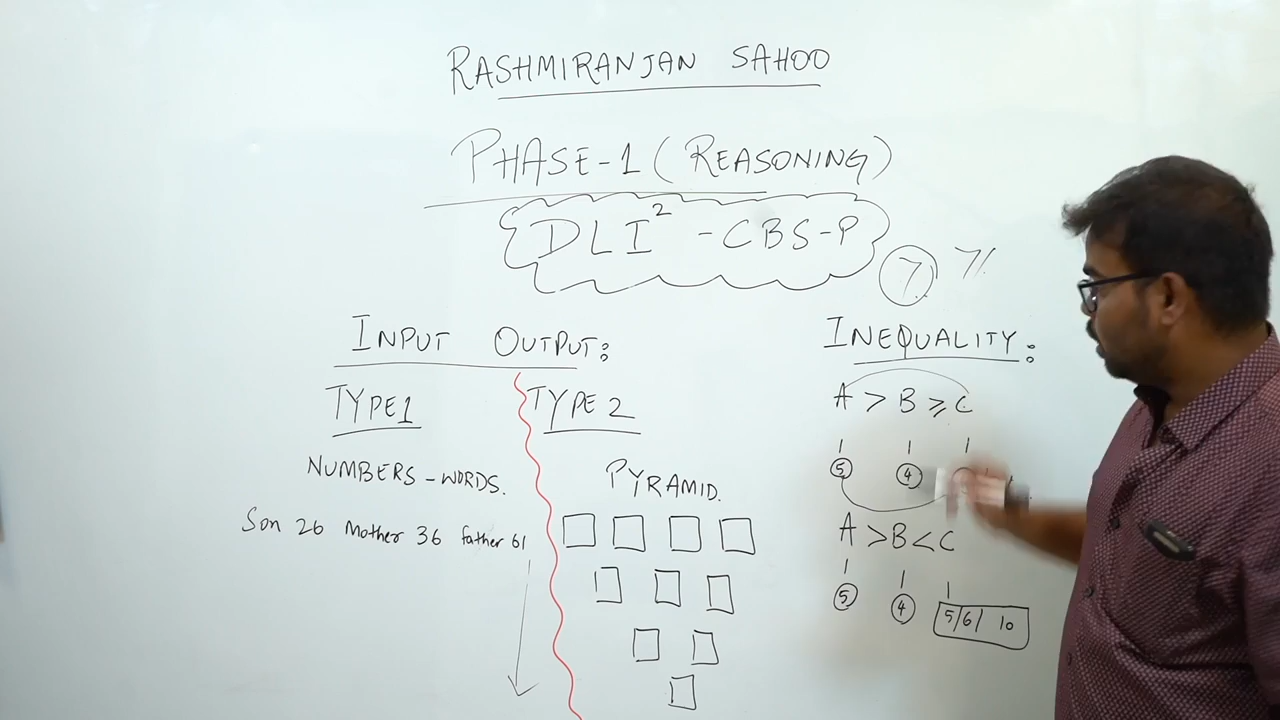 RASHMIRANJAN SAHOO
PHASE-1 (REASONING)
DLI² -CBS-P
7
INPUT OUTPUT:
TYPE1
NUMBERS - WORDS.
Son 26 Mother 36 father 61
TYPE 2
PYRAMID.
INEQUALITY:
A > B ≥ C
5 4
A > B < C
5 4 5/6/ 10